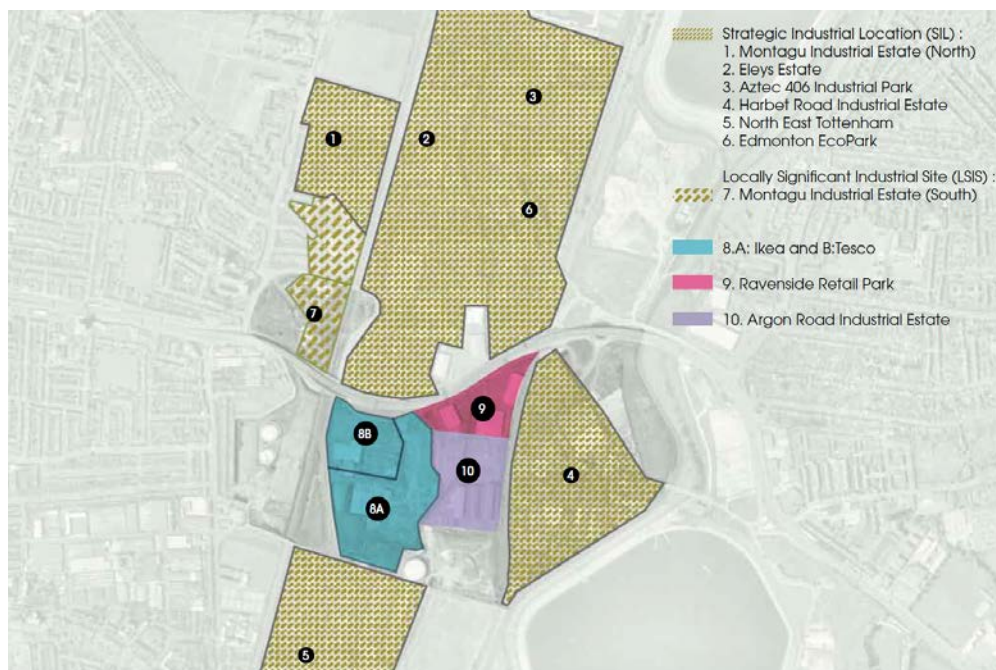 Strategic Industrial Location (SIL) :
1. Montagu Industrial Estate (North)
2. Eleys Estate
3. Aztec 406 Industrial Park
4. Harbet Road Industrial Estate
5. North East Tottenham
6. Edmonton EcoPark
Locally Significant Industrial Site (LSIS) :
7. Montagu Industrial Estate (South)
8.A: Ikea and B:Tesco
9. Ravenside Retail Park
10. Argon Road Industrial Estate
3
1
2
6
7
9
8B
10
4
8A
5